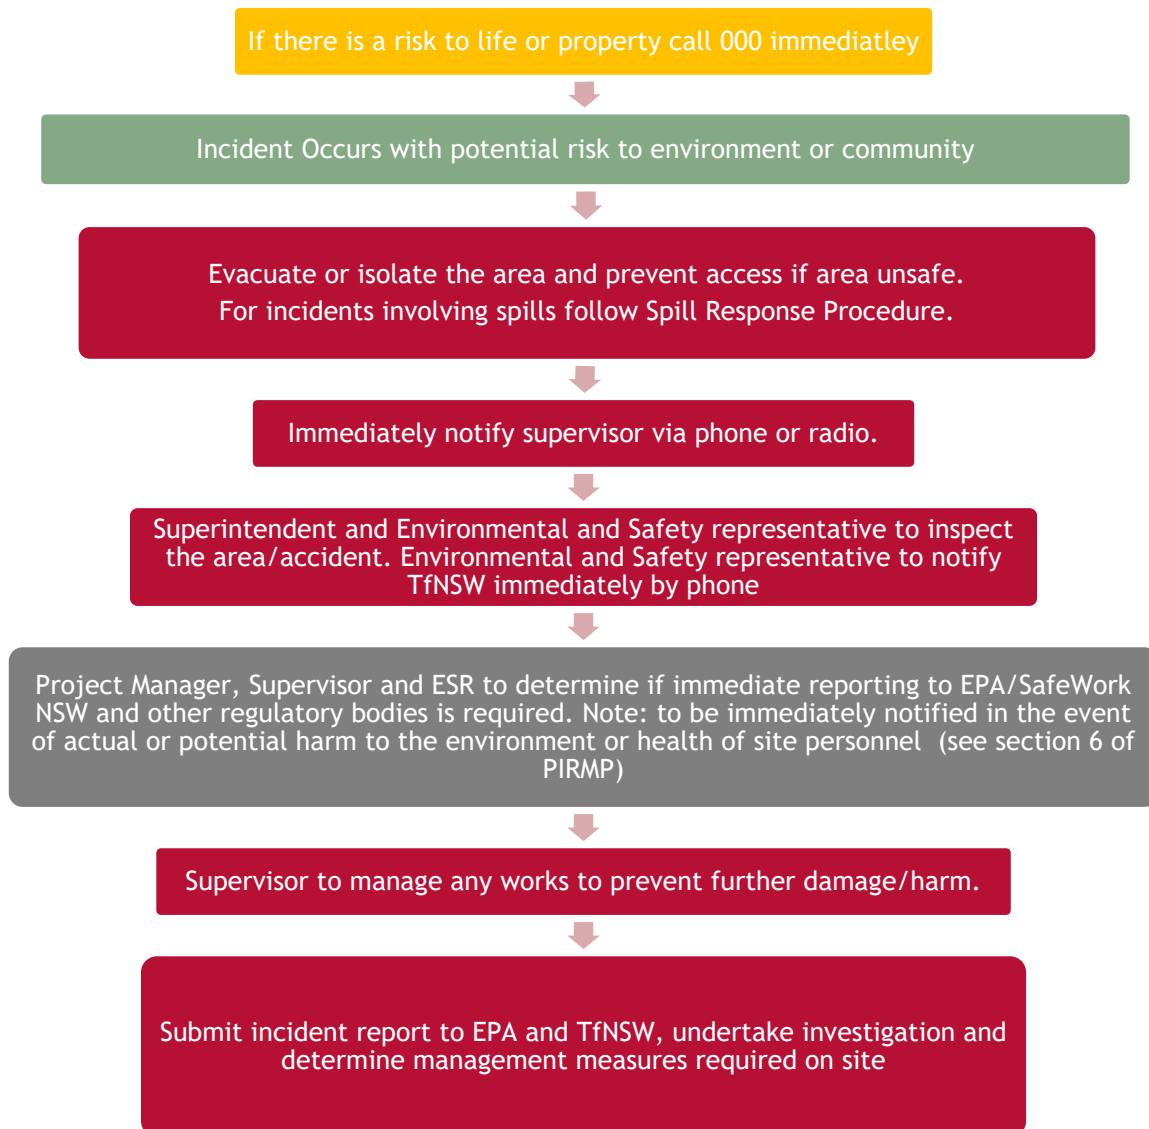 If there is a risk to life or property call 000 immediatley
Incident Occurs with potential risk to environment or community
Evacuate or isolate the area and prevent access if area unsafe.
For incidents involving spills follow Spill Response Procedure.
Immediately notify supervisor via phone or radio.
Superintendent and Environmental and Safety representative to inspect
the area/accident. Environmental and Safety representative to notify
TfNSW immediately by phone
Project Manager, Supervisor and ESR to determine if immediate reporting to EPA/SafeWork
NSW and other regulatory bodies is required. Note: to be immediately notified in the event
of actual or potential harm to the environment or health of site personnel  (see section 6 of
PIRMP)
Supervisor to manage any works to prevent further damage/harm.
Submit incident report to EPA and TfNSW, undertake investigation and
determine management measures required on site